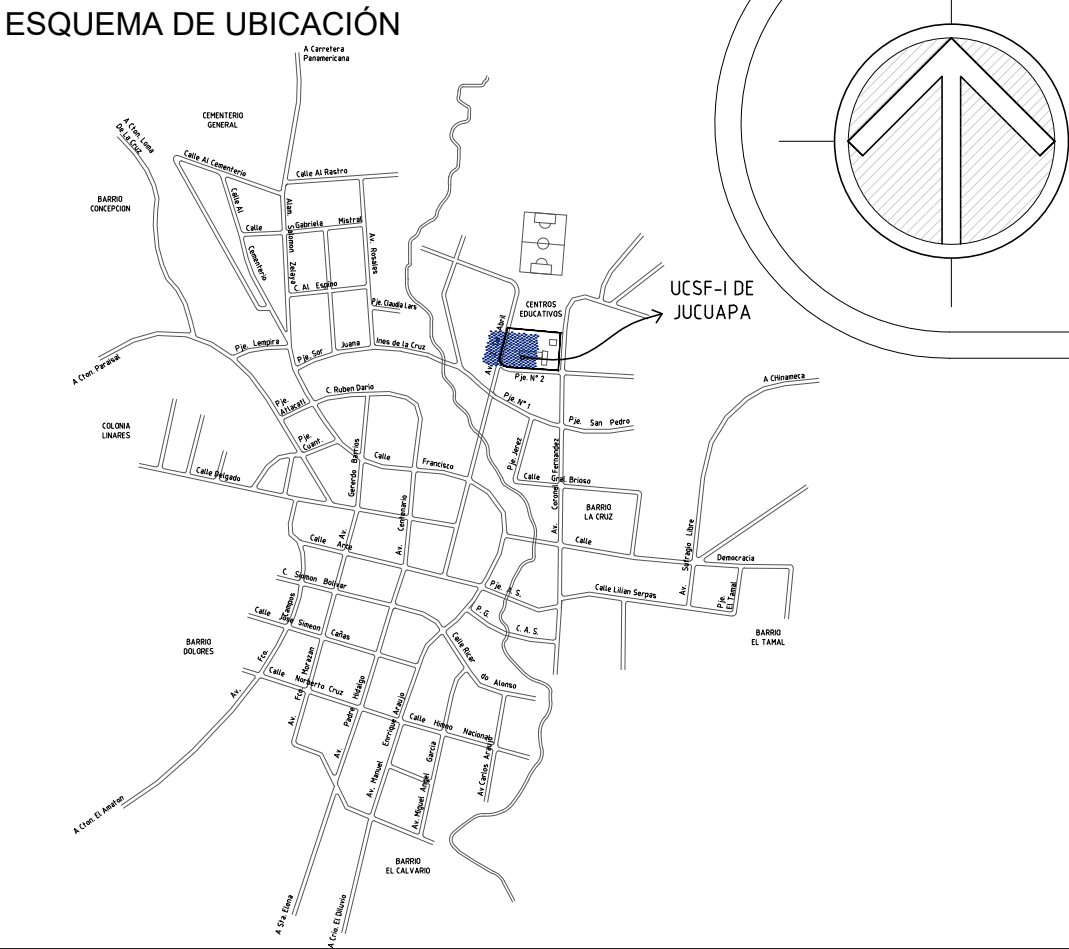 ESQUEMA DE UBICACIÓN
A Carretera
Panamericana
CEMENTERIO
GENERAL
A Cton. Loma
De La Cruz
Calle Al Cementerio
Calle Al Rastro
BARRIO
CONCEPCION
Calle Al
Cementerio
Alam. Salomon Zelaya
Calle Gabriela Mistral
Av. Rosales
C. Al Espino
Pje. Claudia Lars
CENTROS
EDUCATIVOS
UCSF-I DE
JUCUAPA
Av. Abril
Pje. Lempira
Pje. Sor Juana Ines de la Cruz
A Cton. Paraisal
Pje. N° 2
A CHinameca
C. Ruben Dario
Pje.
Atlacatl
Pje. N° 1
Pje. San Pedro
COLONIA
LINARES
Pje.
Cuant.
Av. Gererdo Barrios
Calle Francisco
Pje. Jerez
Av. Coronel Fernandez
Calle Delgado
Calle Gral. Brioso
Av. Centenario
BARRIO
LA CRUZ
Calle Arce
Calle Democracia
Av. Sufragio Libre
C. Siomon Bolivar
Pje. A. S.
Calle Lilian Serpas
Pje.
El Tamal
Av. Fco. Campos
Calle Jose Simeon Cañas
P. G.
C. A. S.
BARRIO
EL TAMAL
BARRIO
DOLORES
Calle Ricardo Alonso
Av. Fco. Morazan
Calle Norberto Cruz
Av. Padre Hidalgo
Av. Manuel Enrrique Araujo
Calle Himno Nacional
Av. Miguel Angel Garcia
Av Carlos Araujo
A Cton. El Amaton
BARRIO
EL CALVARIO
A Sta. Elena
A Crio. El Diluvio